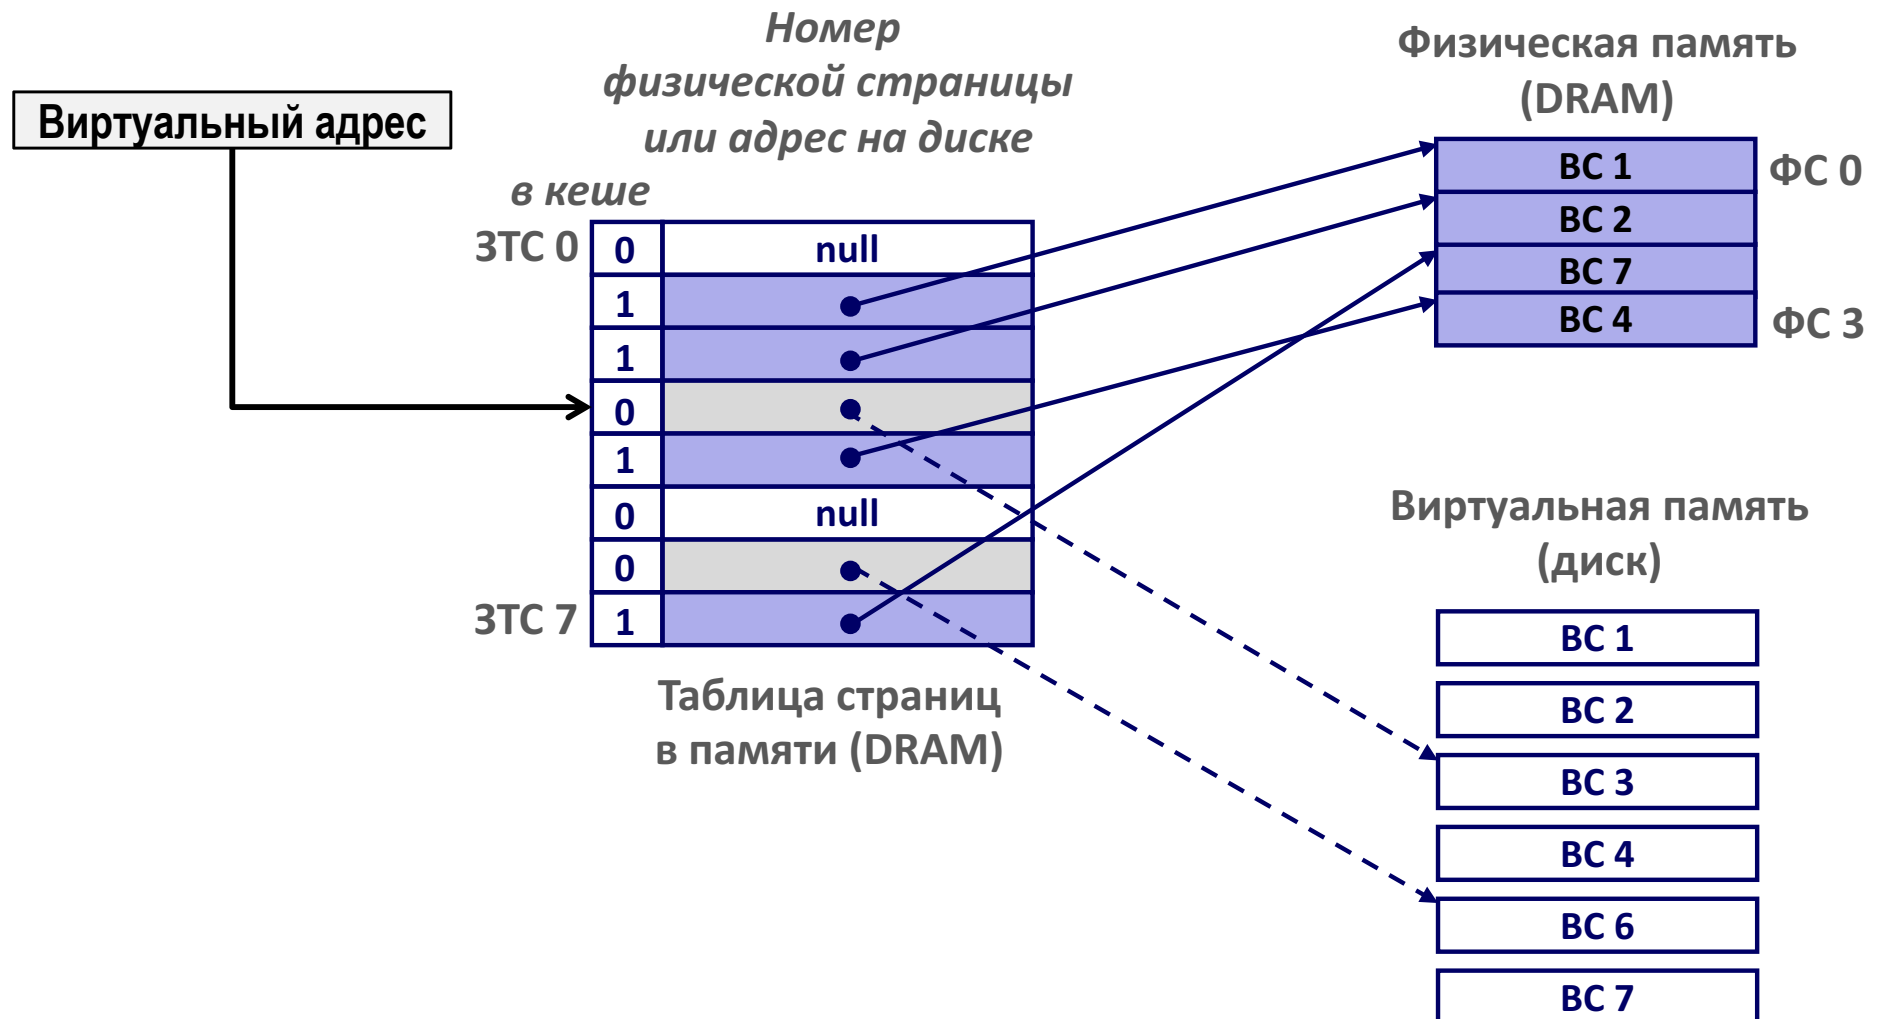 Номер
физической страницы
или адрес на диске
Физическая память
(DRAM)
Виртуальный адрес
в кеше
ВС 1 ФС 0
ВС 2
ВС 7
ВС 4 ФС 3
ЗТС 0 0 null
1
1
0
1
0 null
0
ЗТС 7 1
Таблица страниц
в памяти (DRAM)
Виртуальная память
(диск)
ВС 1
ВС 2
ВС 3
ВС 4
ВС 6
ВС 7